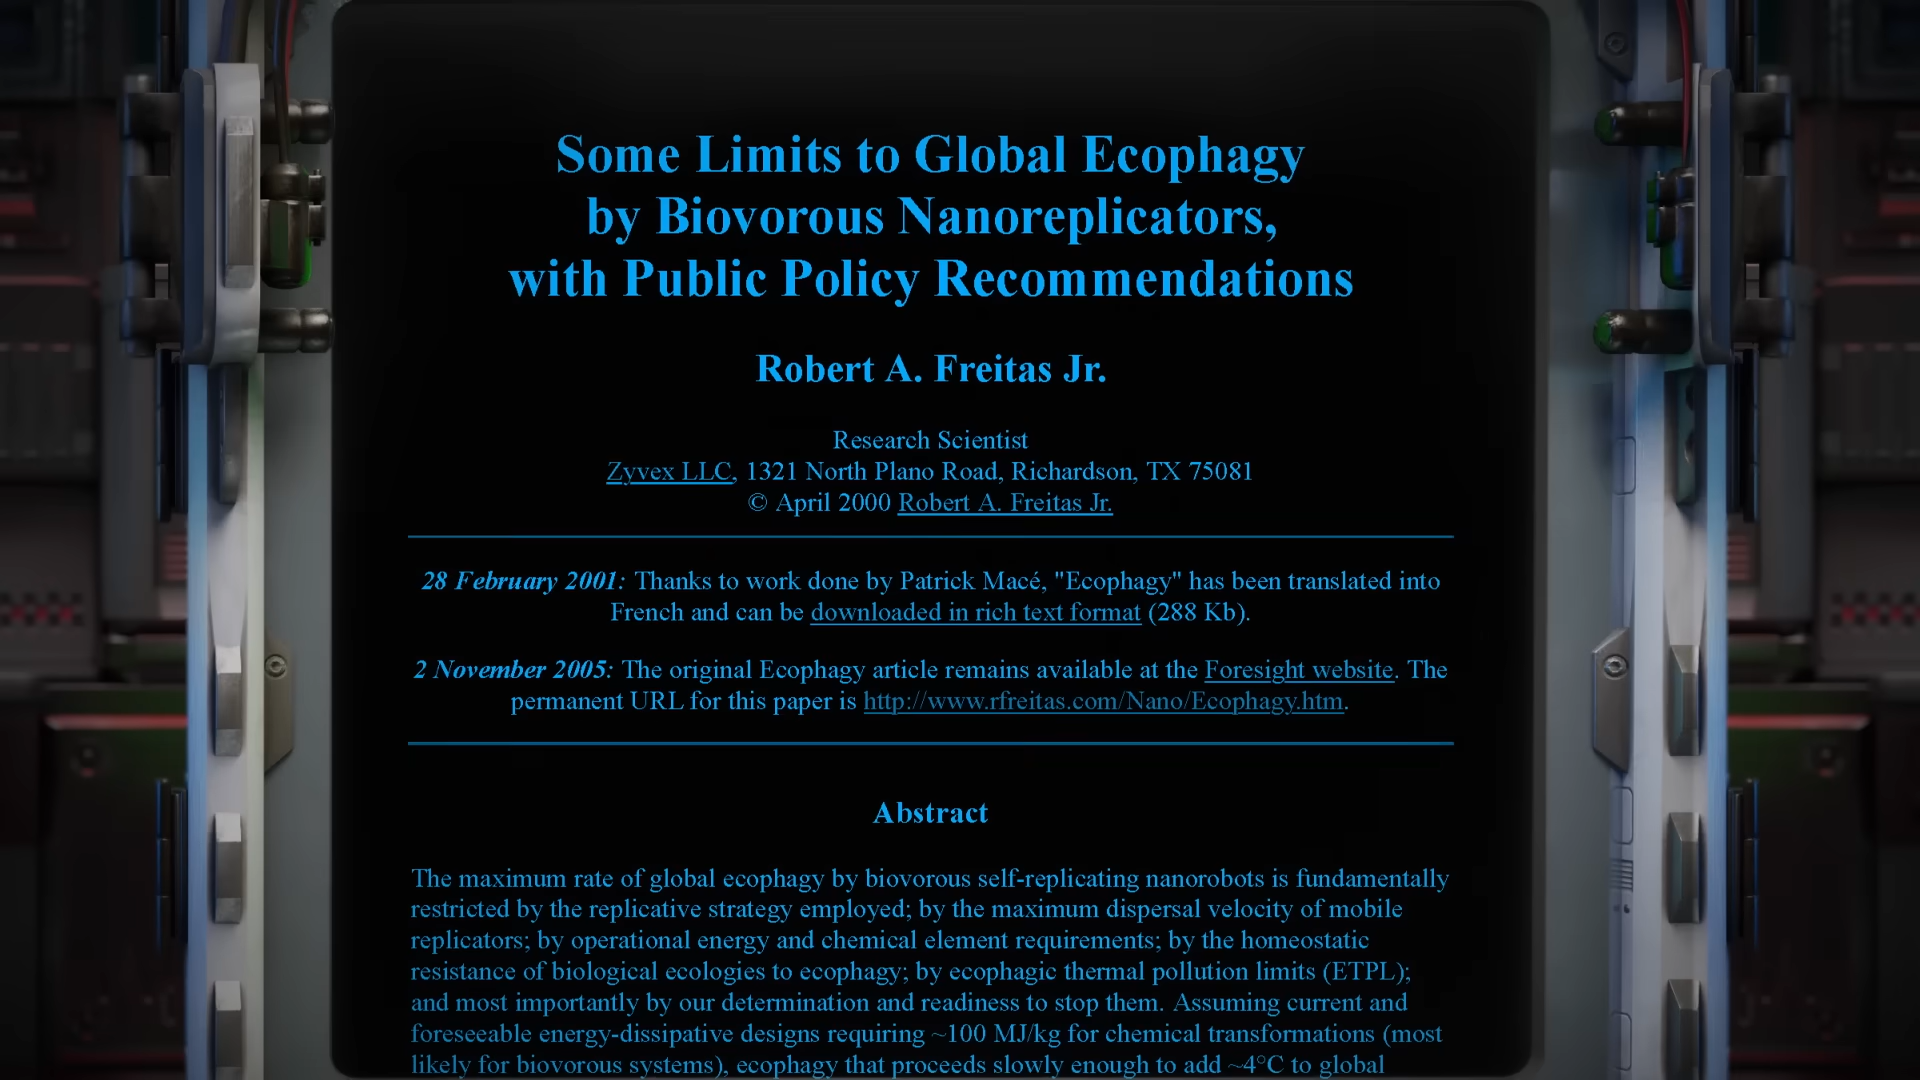 Some Limits to Global Ecophagy
by Biovorous Nanoreplicators,
with Public Policy Recommendations
Robert A. Freitas Jr.
Research Scientist
Zyvex LLC, 1321 North Plano Road, Richardson, TX 75081
© April 2000 Robert A. Freitas Jr.
28 February 2001: Thanks to work done by Patrick Macé, "Ecophagy" has been translated into
French and can be downloaded in rich text format (288 Kb).
2 November 2005: The original Ecophagy article remains available at the Foresight website. The
permanent URL for this paper is http://www.rfreitas.com/Nano/Ecophagy.htm.
Abstract
The maximum rate of global ecophagy by biovorous self-replicating nanorobots is fundamentally
restricted by the replicative strategy employed; by the maximum dispersal velocity of mobile
replicators; by operational energy and chemical element requirements; by the homeostatic
resistance of biological ecologies to ecophagy; by ecophagic thermal pollution limits (ETPL);
and most importantly by our determination and readiness to stop them. Assuming current and
foreseeable energy-dissipative designs requiring ~100 MJ/kg for chemical transformations (most
likely for biovorous systems), ecophagy that proceeds slowly enough to add ~4°C to global